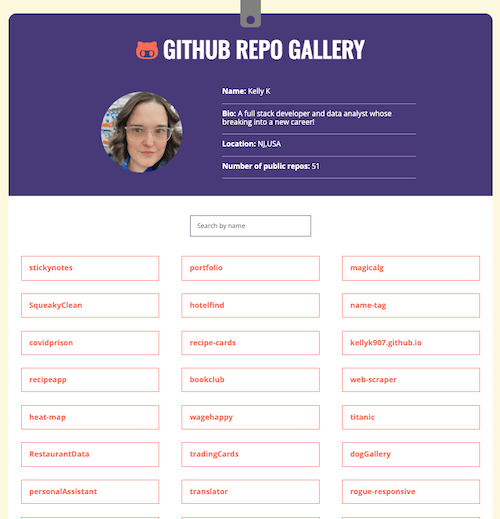 GITHUB REPO GALLERY
Name: Kelly K
Bio: A full stack developer and data analyst whose
breaking into a new career!
Location: NJ,USA
Number of public repos: 51
Search by name
stickynotes
portfolio
magicalg
SqueakyClean
hotelfind
name-tag
covidprison
recipe-cards
kellyk907.github.io
recipeapp
bookclub
web-scraper
heat-map
wagehappy
titanic
RestaurantData
tradingCards
dogGallery
personalAssistant
translator
rogue-responsive